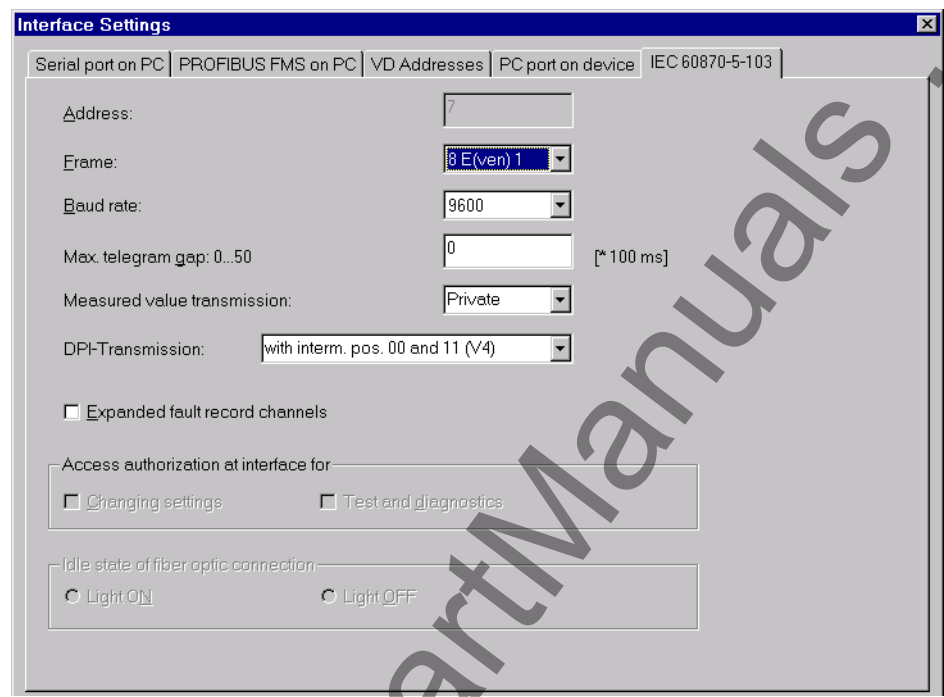 Interface Settings
Serial port on PC PROFIBUS FMS on PC VD Addresses PC port on device IEC 60870-5-103
Address: 7
Frame: 8 E(ven) 1
Baud rate: 9600
Max. telegram gap: 0...50 0 [* 100 ms]
Measured value transmission: Private
DPI-Transmission: with interm. pos. 00 and 11 (V4)
Expanded fault record channels
Access authorization at interface for
Changing settings Test and diagnostics
Idle state of fiber optic connection
Light ON Light OFF
artManuals .